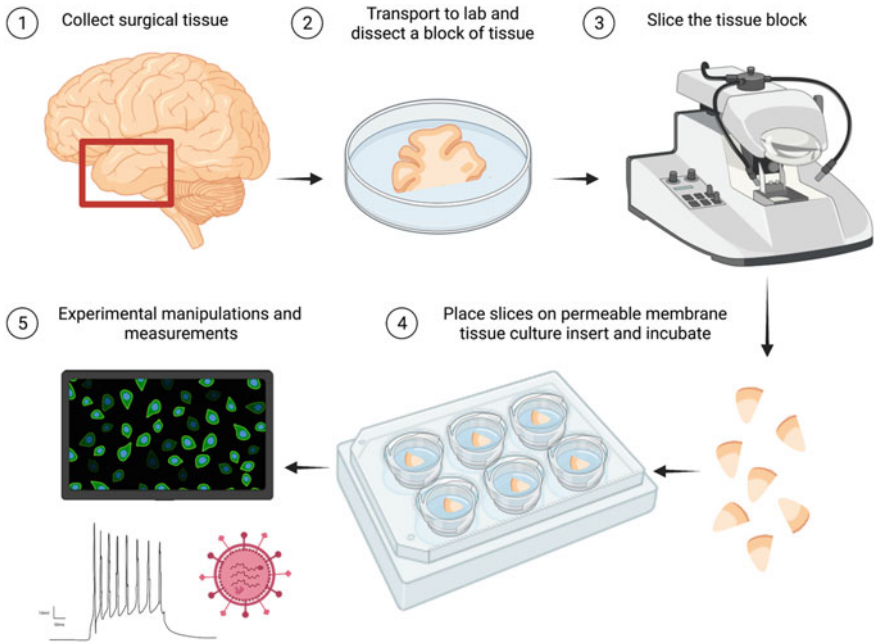 1 Collect surgical tissue
2 Transport to lab and
dissect a block of tissue
3 Slice the tissue block
5 Experimental manipulations and
measurements
4 Place slices on permeable membrane
tissue culture insert and incubate